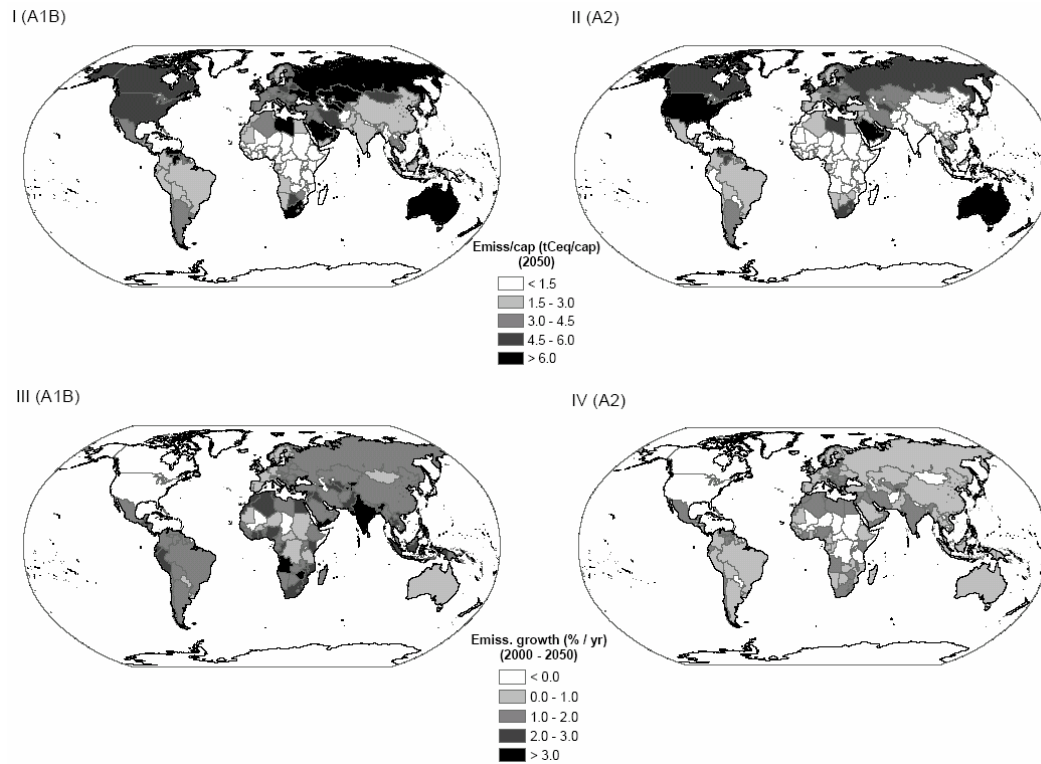 I (A1B)
II (A2)
Emiss/cap (tCeq/cap)
(2050)
< 1.5
1.5 - 3.0
3.0 - 4.5
4.5 - 6.0
> 6.0
III (A1B)
IV (A2)
Emiss. growth (% / yr)
(2000 - 2050)
< 0.0
0.0 - 1.0
1.0 - 2.0
2.0 - 3.0
> 3.0